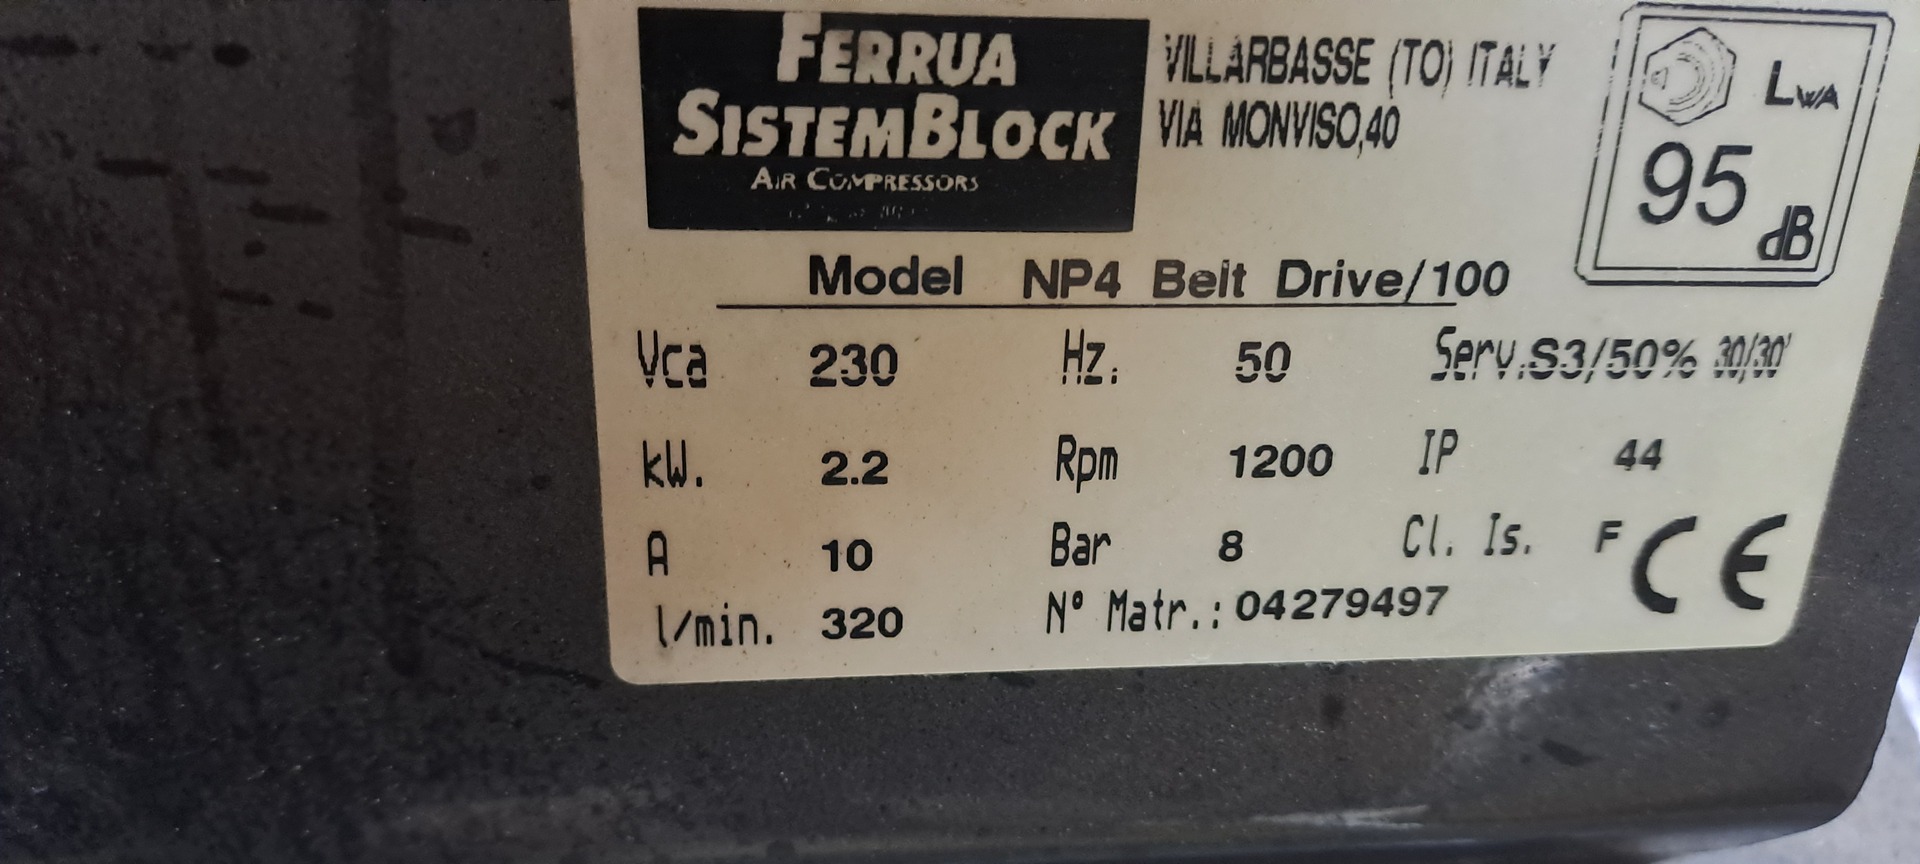 FERRUA
SISTEMBLOCK
AIR COMPRESSORS
VILLARBASSE (TO) ITALY
VIA MONVISO,40
LWA
95
dB
Model NP4 Belt Drive/100
Vca 230 Hz. 50 Serv.S3/50% 30/30'
kW. 2.2 Rpm 1200 IP 44
A 10 Bar 8 Cl. Is. F CE
l/min. 320 N° Matr.: 04279497